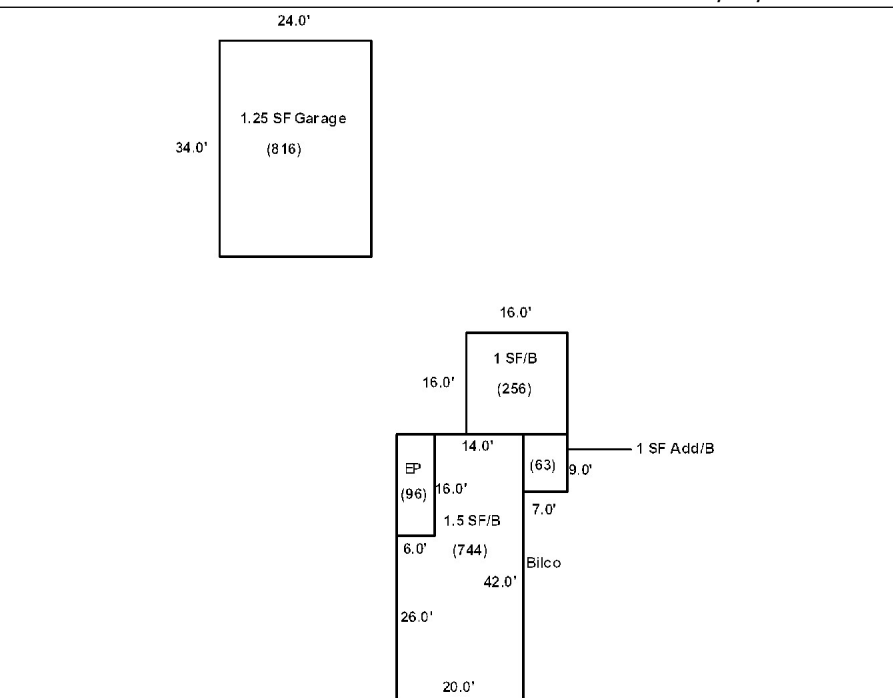 24.0'
1.25 SF Garage
34.0'
(816)
16.0'
1 SF/B
16.0'
(256)
14.0'
1 SF Add/B
EP
(63)
9.0'
(96)
16.0'
7.0'
1.5 SF/B
6.0'
(744)
Bilco
42.0'
26.0'
20.0'